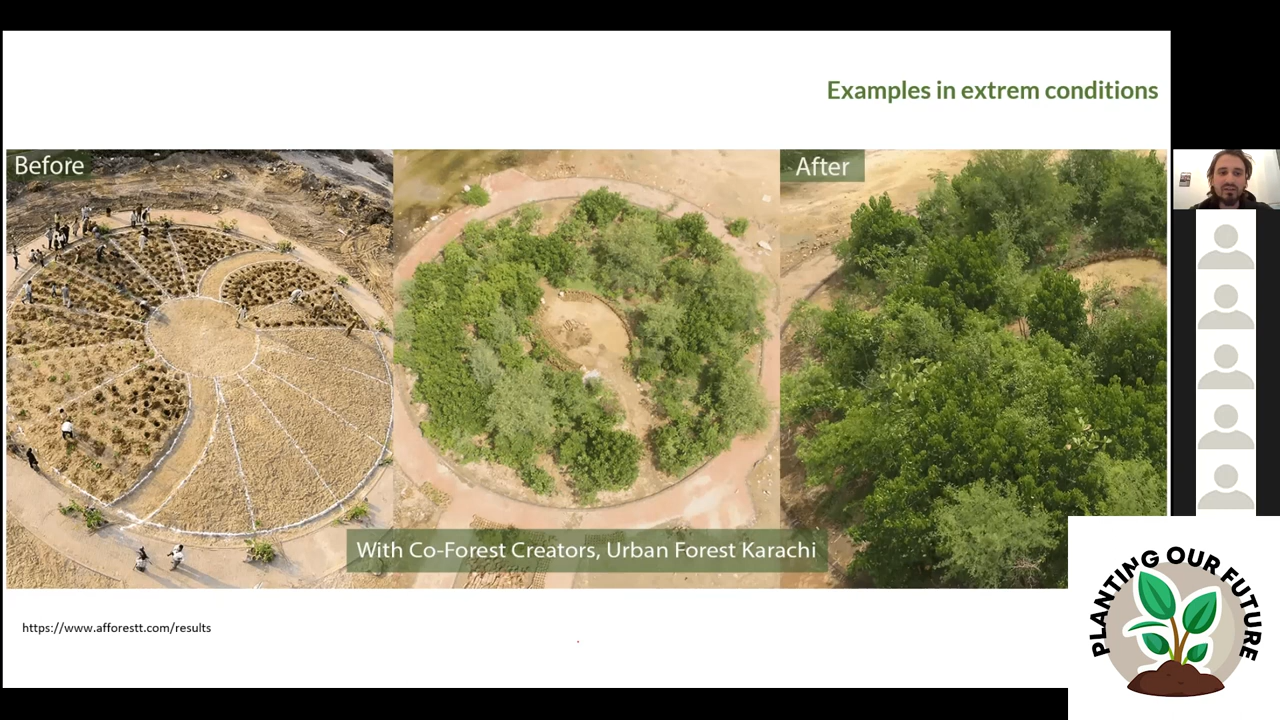 Examples in extrem conditions
Before
After
With Co-Forest Creators, Urban Forest Karachi
https://www.afforestt.com/results
PLANTING OUR FUTURE